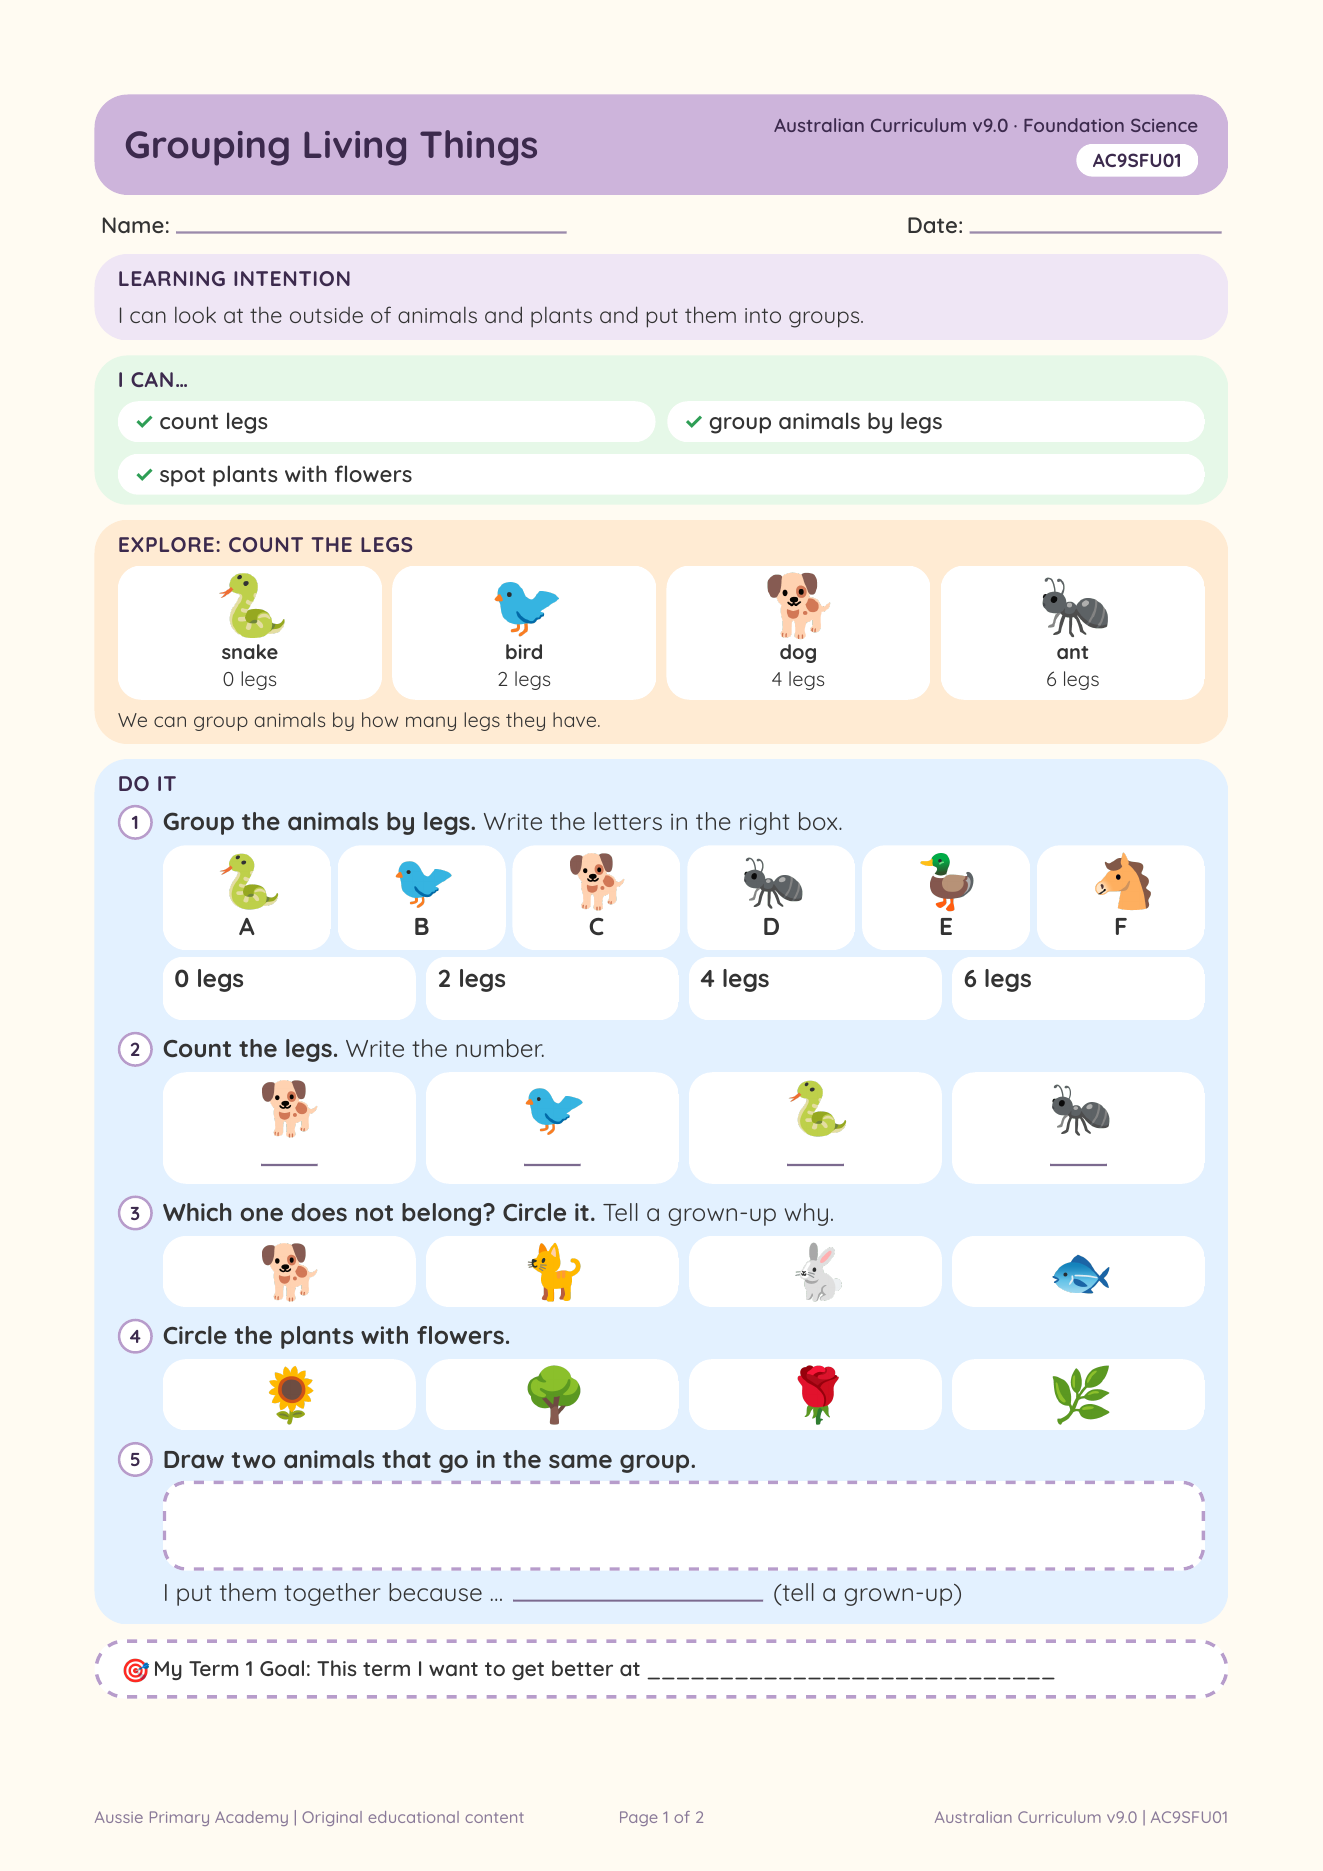 Grouping Living Things
Australian Curriculum v9.0 · Foundation Science
AC9SFU01
Name: ____ Date: ____
LEARNING INTENTION
I can look at the outside of animals and plants and put them into groups.
I CAN...
✓ count legs ✓ group animals by legs
✓ spot plants with flowers
EXPLORE: COUNT THE LEGS
snake bird dog ant
0 legs 2 legs 4 legs 6 legs
We can group animals by how many legs they have.
DO IT
1 Group the animals by legs. Write the letters in the right box.
A B C D E F
0 legs 2 legs 4 legs 6 legs
2 Count the legs. Write the number.
3 Which one does not belong? Circle it. Tell a grown-up why.
4 Circle the plants with flowers.
5 Draw two animals that go in the same group.
I put them together because ... ____ (tell a grown-up)
My Term 1 Goal: This term I want to get better at ____________________________
Aussie Primary Academy | Original educational content Page 1 of 2 Australian Curriculum v9.0 | AC9SFU01